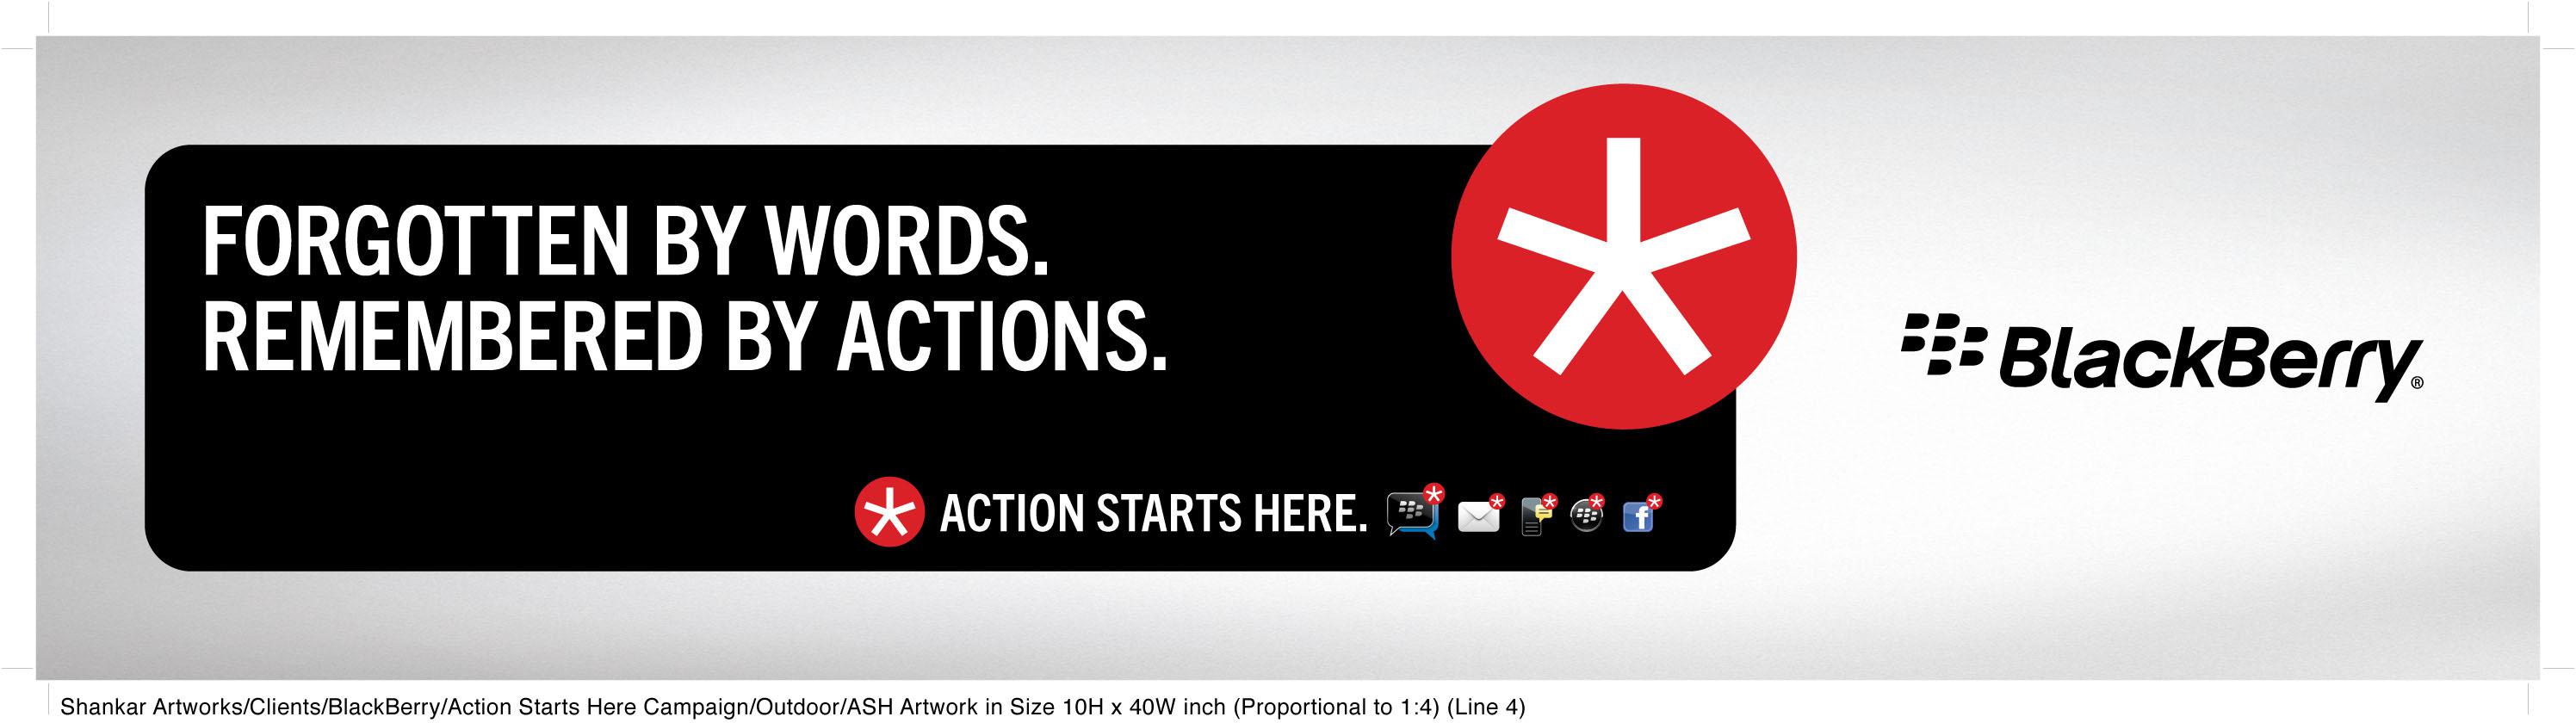 FORGOTTEN BY WORDS.
REMEMBERED BY ACTIONS.
ACTION STARTS HERE.
f
BlackBerry®
Shankar Artworks/Clients/BlackBerry/Action Starts Here Campaign/Outdoor/ASH Artwork in Size 10H x 40W inch (Proportional to 1:4) (Line 4)